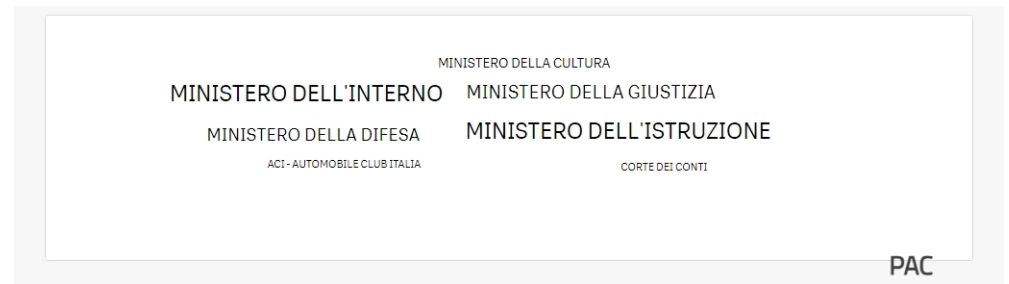 MINISTERO DELLA CULTURA
MINISTERO DELL'INTERNO
MINISTERO DELLA GIUSTIZIA
MINISTERO DELLA DIFESA
MINISTERO DELL'ISTRUZIONE
ACI - AUTOMOBILE CLUB ITALIA
CORTE DEI CONTI
PAC